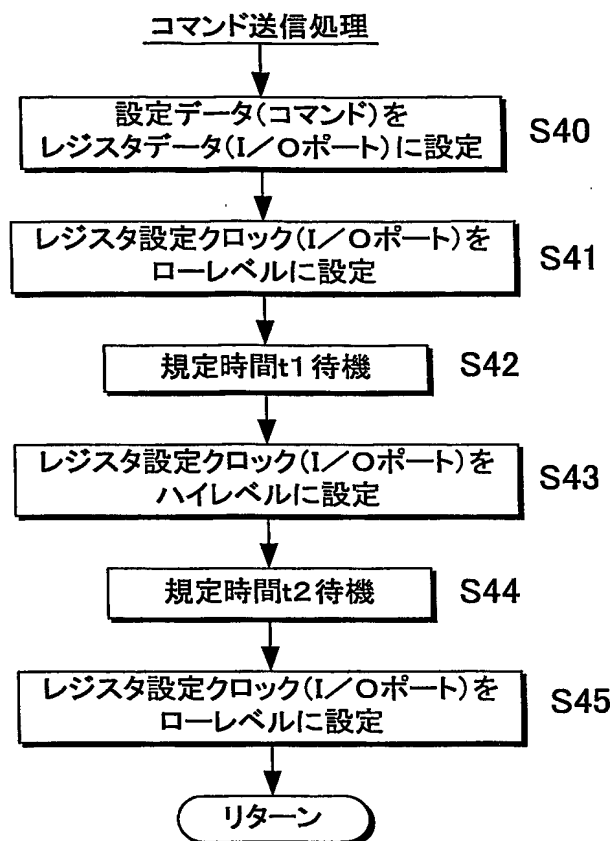 コマンド送信処理
設定データ(コマンド)を
レジスタデータ(I/Oポート)に設定
S40
レジスタ設定クロック(I/Oポート)を
ローレベルに設定
S41
規定時間t1待機
S42
レジスタ設定クロック(I/Oポート)を
ハイレベルに設定
S43
規定時間t2待機
S44
レジスタ設定クロック(I/Oポート)を
ローレベルに設定
S45
リターン